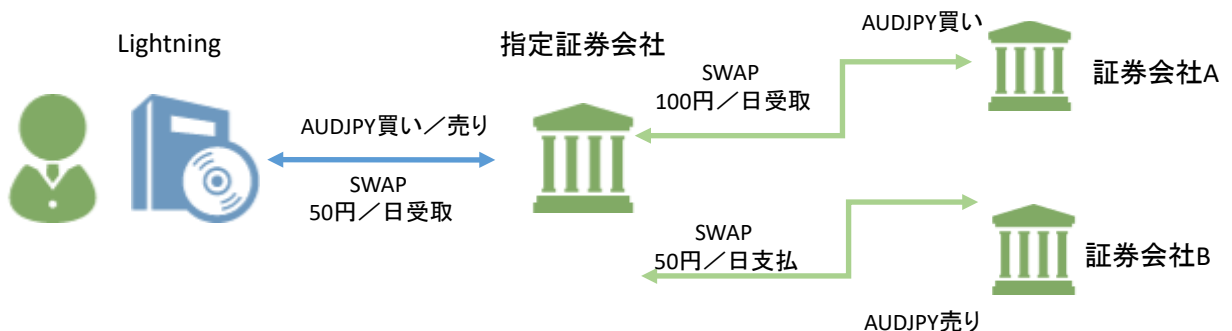 Lightning
指定証券会社
AUDJPY買い
証券会社A
SWAP
100円／日受取
AUDJPY買い／売り
SWAP
50円／日受取
SWAP
50円／日支払
証券会社B
AUDJPY売り